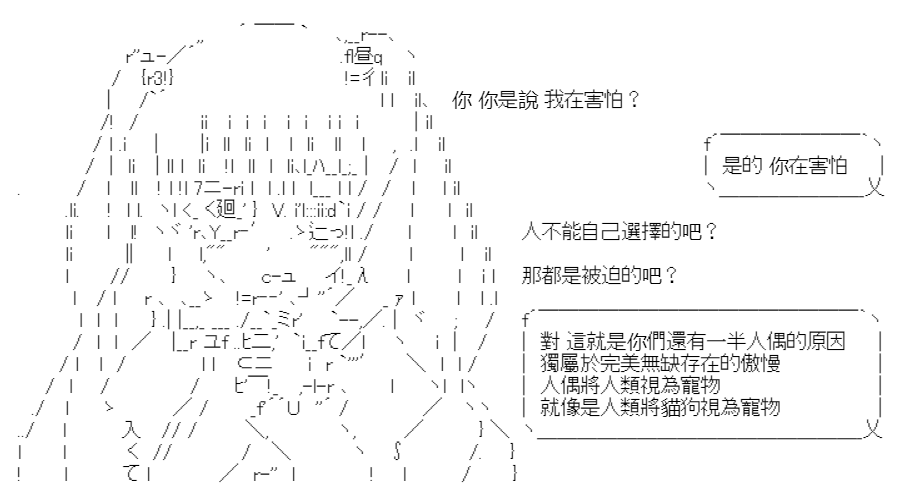 你 你是說 我在害怕？
是的 你在害怕
人不能自己選擇的吧？
那都是被迫的吧？
對 這就是你們還有一半人偶的原因
獨屬於完美無缺存在的傲慢
人偶將人類視為寵物
就像是人類將貓狗視為寵物